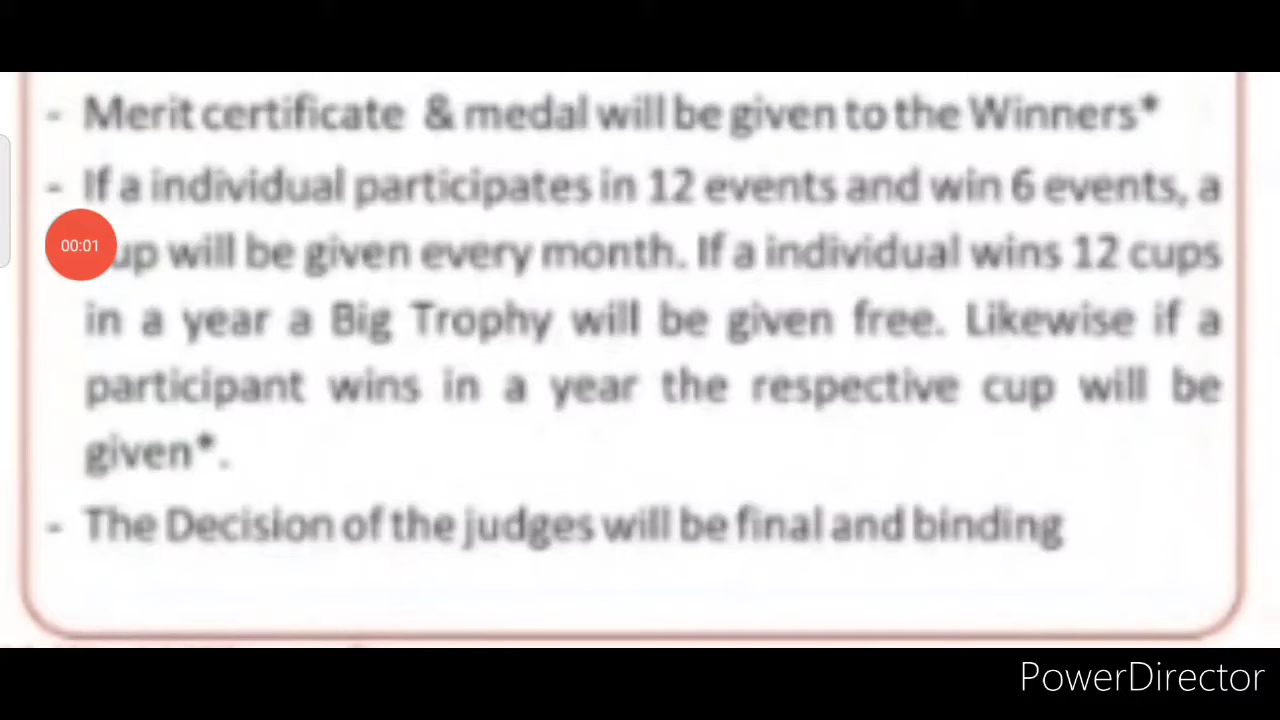 - Merit certificate & medal will be given to the Winners*
- If a individual participates in 12 events and win 6 events, a
00:01
up will be given every month. If a individual wins 12 cups
in a year a Big Trophy will be given free. Likewise if a
participant wins in a year the respective cup will be
given*.
- The Decision of the judges will be final and binding
PowerDirector